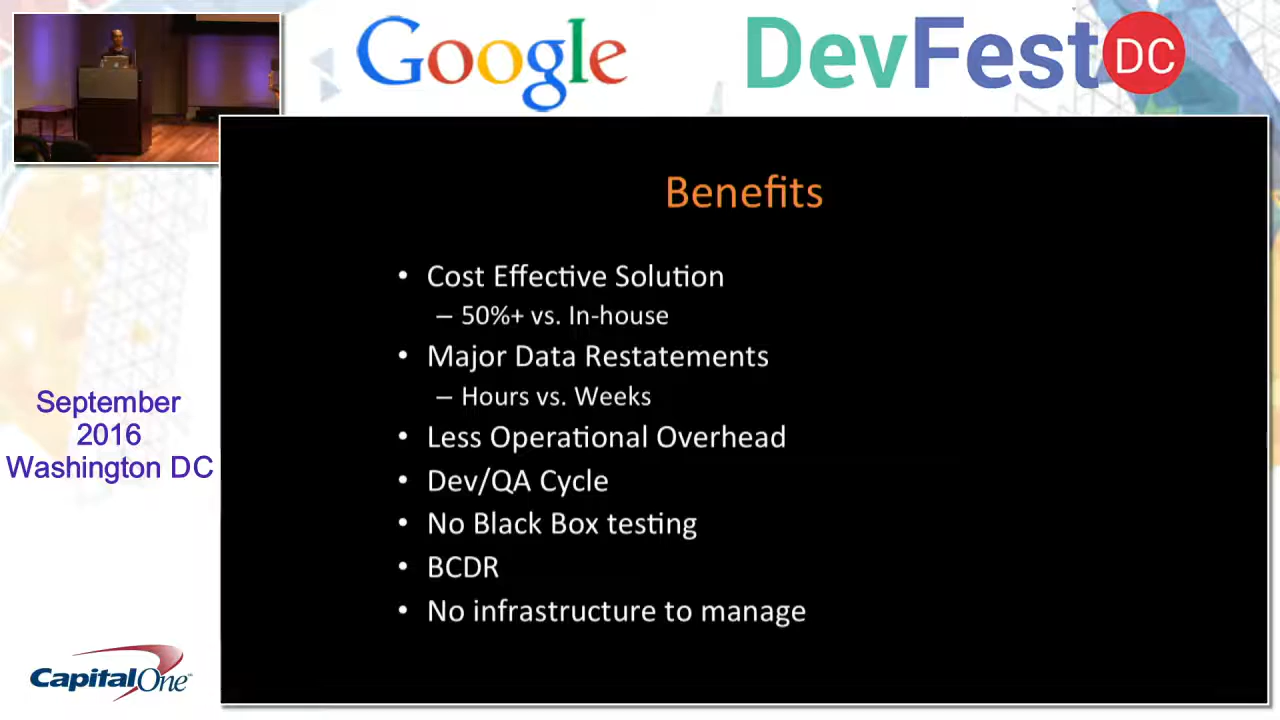 Google
DevFest DC
September
2016
Washington DC
Capital One
Benefits
• Cost Effective Solution
– 50%+ vs. In-house
• Major Data Restatements
– Hours vs. Weeks
• Less Operational Overhead
• Dev/QA Cycle
• No Black Box testing
• BCDR
• No infrastructure to manage